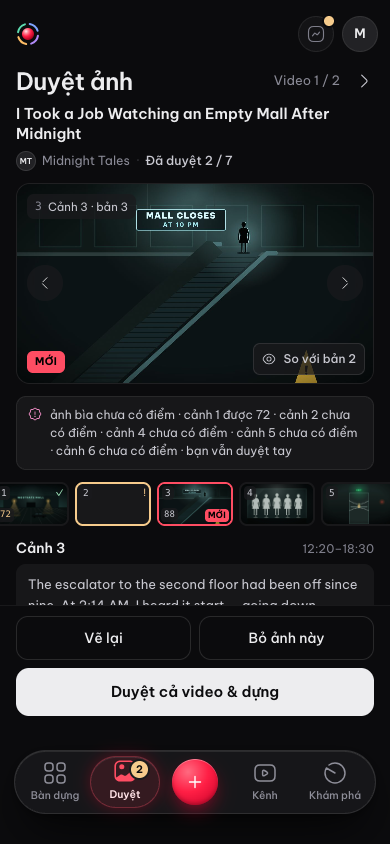 M
Duyệt ảnh
Video 1 / 2
I Took a Job Watching an Empty Mall After
Midnight
MT Midnight Tales · Đã duyệt 2 / 7
3 Cảnh 3 · bản 3
MALL CLOSES
AT 10 PM
MỚI
So với bản 2
ảnh bìa chưa có điểm · cảnh 1 được 72 · cảnh 2 chưa
có điểm · cảnh 4 chưa có điểm · cảnh 5 chưa có điểm
· cảnh 6 chưa có điểm · bạn vẫn duyệt tay
1 ✓ 2 ! 3 4 5
72 88 MỚI
Cảnh 3
12:20–18:30
The escalator to the second floor had been off since
Vẽ lại
Bỏ ảnh này
Duyệt cả video & dựng
2
Bàn dựng
Duyệt
Kênh
Khám phá